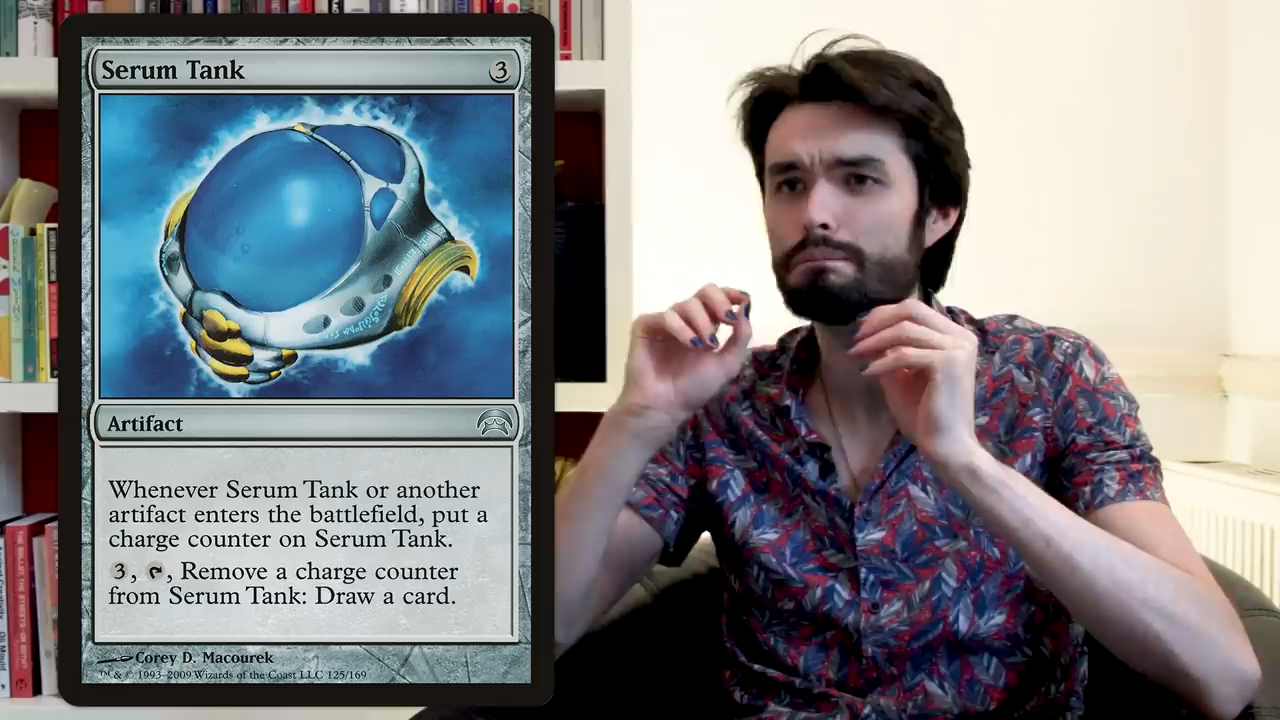 Serum Tank 3
Artifact
Whenever Serum Tank or another
artifact enters the battlefield, put a
charge counter on Serum Tank.
3, , Remove a charge counter
from Serum Tank: Draw a card.
Corey D. Macourek
™ & © 1993–2009 Wizards of the Coast LLC 125/169